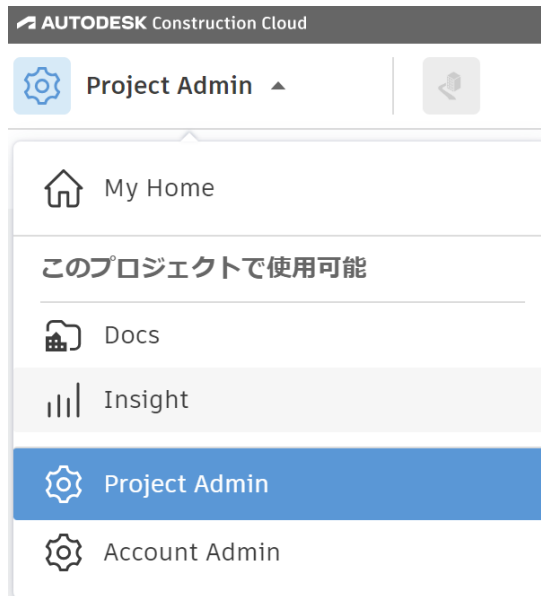 AUTODESK Construction Cloud
Project Admin
My Home
このプロジェクトで使用可能
Docs
Insight
Project Admin
Account Admin